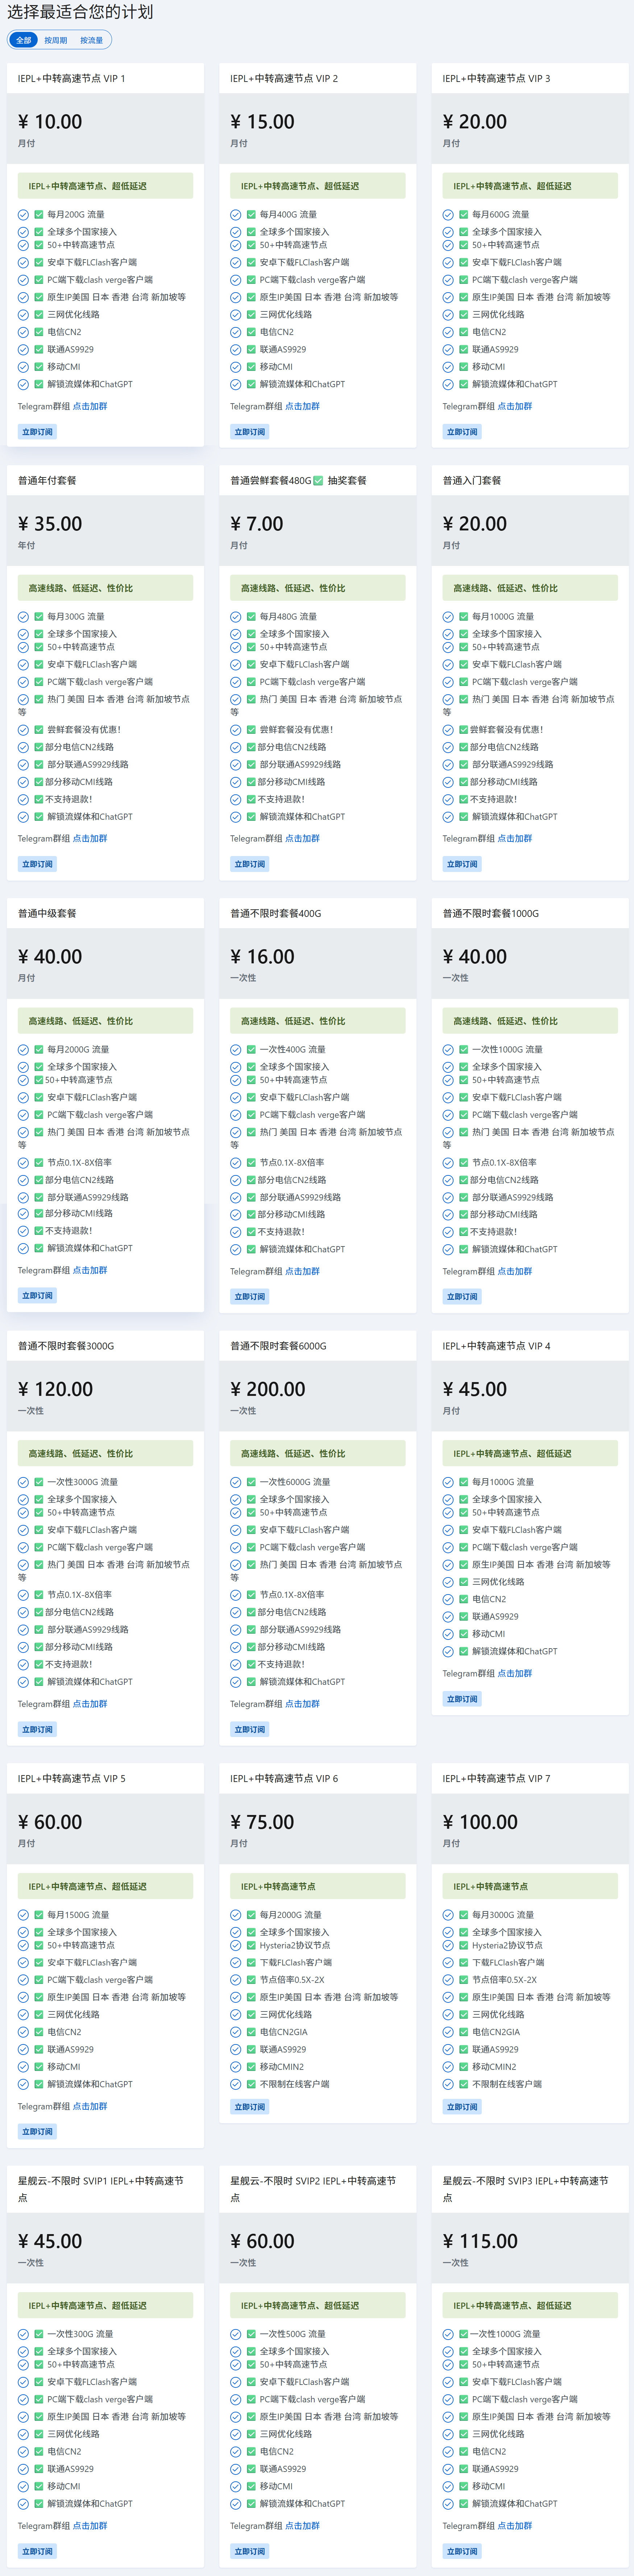 选择最适合您的计划
全部 按周期 按流量
IEPL+中转高速节点 VIP 1
¥ 10.00
月付
IEPL+中转高速节点、超低延迟
✅ 每月200G 流量
✅ 全球多个国家接入
✅ 50+中转高速节点
✅ 安卓下载FLClash客户端
✅ PC端下载clash verge客户端
✅ 原生IP美国 日本 香港 台湾 新加坡等
✅ 三网优化线路
✅ 电信CN2
✅ 联通AS9929
✅ 移动CMI
✅ 解锁流媒体和ChatGPT
Telegram群组 点击加群
立即订阅
IEPL+中转高速节点 VIP 2
¥ 15.00
月付
IEPL+中转高速节点、超低延迟
✅ 每月400G 流量
✅ 全球多个国家接入
✅ 50+中转高速节点
✅ 安卓下载FLClash客户端
✅ PC端下载clash verge客户端
✅ 原生IP美国 日本 香港 台湾 新加坡等
✅ 三网优化线路
✅ 电信CN2
✅ 联通AS9929
✅ 移动CMI
✅ 解锁流媒体和ChatGPT
Telegram群组 点击加群
立即订阅
IEPL+中转高速节点 VIP 3
¥ 20.00
月付
IEPL+中转高速节点、超低延迟
✅ 每月600G 流量
✅ 全球多个国家接入
✅ 50+中转高速节点
✅ 安卓下载FLClash客户端
✅ PC端下载clash verge客户端
✅ 原生IP美国 日本 香港 台湾 新加坡等
✅ 三网优化线路
✅ 电信CN2
✅ 联通AS9929
✅ 移动CMI
✅ 解锁流媒体和ChatGPT
Telegram群组 点击加群
立即订阅
普通年付套餐
¥ 35.00
年付
高速线路、低延迟、性价比
✅ 每月300G 流量
✅ 全球多个国家接入
✅ 50+中转高速节点
✅ 安卓下载FLClash客户端
✅ PC端下载clash verge客户端
✅ 热门 美国 日本 香港 台湾 新加坡节点
等
✅ 尝鲜套餐没有优惠！
✅部分电信CN2线路
✅ 部分联通AS9929线路
✅部分移动CMI线路
✅不支持退款！
✅ 解锁流媒体和ChatGPT
Telegram群组 点击加群
立即订阅
普通尝鲜套餐480G✅ 抽奖套餐
¥ 7.00
月付
高速线路、低延迟、性价比
✅ 每月480G 流量
✅ 全球多个国家接入
✅ 50+中转高速节点
✅ 安卓下载FLClash客户端
✅ PC端下载clash verge客户端
✅ 热门 美国 日本 香港 台湾 新加坡节点
等
✅ 尝鲜套餐没有优惠！
✅部分电信CN2线路
✅ 部分联通AS9929线路
✅部分移动CMI线路
✅不支持退款！
✅ 解锁流媒体和ChatGPT
Telegram群组 点击加群
立即订阅
普通入门套餐
¥ 20.00
月付
高速线路、低延迟、性价比
✅ 每月1000G 流量
✅ 全球多个国家接入
✅ 50+中转高速节点
✅ 安卓下载FLClash客户端
✅ PC端下载clash verge客户端
✅ 热门 美国 日本 香港 台湾 新加坡节点
等
✅尝鲜套餐没有优惠！
✅部分电信CN2线路
✅ 部分联通AS9929线路
✅部分移动CMI线路
✅不支持退款！
✅ 解锁流媒体和ChatGPT
Telegram群组 点击加群
立即订阅
普通中级套餐
¥ 40.00
月付
高速线路、低延迟、性价比
✅ 每月2000G 流量
✅ 全球多个国家接入
✅50+中转高速节点
✅ 安卓下载FLClash客户端
✅ PC端下载clash verge客户端
✅ 热门 美国 日本 香港 台湾 新加坡节点
等
✅ 节点0.1X-8X倍率
✅部分电信CN2线路
✅ 部分联通AS9929线路
✅部分移动CMI线路
✅不支持退款！
✅ 解锁流媒体和ChatGPT
Telegram群组 点击加群
立即订阅
普通不限时套餐400G
¥ 16.00
一次性
高速线路、低延迟、性价比
✅ 一次性400G 流量
✅ 全球多个国家接入
✅ 50+中转高速节点
✅ 安卓下载FLClash客户端
✅ PC端下载clash verge客户端
✅ 热门 美国 日本 香港 台湾 新加坡节点
等
✅ 节点0.1X-8X倍率
✅部分电信CN2线路
✅ 部分联通AS9929线路
✅部分移动CMI线路
✅不支持退款！
✅ 解锁流媒体和ChatGPT
Telegram群组 点击加群
立即订阅
普通不限时套餐1000G
¥ 40.00
一次性
高速线路、低延迟、性价比
✅ 一次性1000G 流量
✅ 全球多个国家接入
✅ 50+中转高速节点
✅ 安卓下载FLClash客户端
✅ PC端下载clash verge客户端
✅ 热门 美国 日本 香港 台湾 新加坡节点
等
✅ 节点0.1X-8X倍率
✅部分电信CN2线路
✅ 部分联通AS9929线路
✅部分移动CMI线路
✅不支持退款！
✅ 解锁流媒体和ChatGPT
Telegram群组 点击加群
立即订阅
普通不限时套餐3000G
¥ 120.00
一次性
高速线路、低延迟、性价比
✅ 一次性3000G 流量
✅ 全球多个国家接入
✅ 50+中转高速节点
✅ 安卓下载FLClash客户端
✅ PC端下载clash verge客户端
✅ 热门 美国 日本 香港 台湾 新加坡节点
等
✅ 节点0.1X-8X倍率
✅部分电信CN2线路
✅ 部分联通AS9929线路
✅部分移动CMI线路
✅不支持退款！
✅ 解锁流媒体和ChatGPT
Telegram群组 点击加群
立即订阅
普通不限时套餐6000G
¥ 200.00
一次性
高速线路、低延迟、性价比
✅ 一次性6000G 流量
✅ 全球多个国家接入
✅ 50+中转高速节点
✅ 安卓下载FLClash客户端
✅ PC端下载clash verge客户端
✅ 热门 美国 日本 香港 台湾 新加坡节点
等
✅ 节点0.1X-8X倍率
✅部分电信CN2线路
✅ 部分联通AS9929线路
✅部分移动CMI线路
✅不支持退款！
✅ 解锁流媒体和ChatGPT
Telegram群组 点击加群
立即订阅
IEPL+中转高速节点 VIP 4
¥ 45.00
月付
IEPL+中转高速节点、超低延迟
✅ 每月1000G 流量
✅ 全球多个国家接入
✅ 50+中转高速节点
✅ 安卓下载FLClash客户端
✅ PC端下载clash verge客户端
✅ 原生IP美国 日本 香港 台湾 新加坡等
✅ 三网优化线路
✅ 电信CN2
✅ 联通AS9929
✅ 移动CMI
✅ 解锁流媒体和ChatGPT
Telegram群组 点击加群
立即订阅
IEPL+中转高速节点 VIP 5
¥ 60.00
月付
IEPL+中转高速节点、超低延迟
✅ 每月1500G 流量
✅ 全球多个国家接入
✅ 50+中转高速节点
✅ 安卓下载FLClash客户端
✅ PC端下载clash verge客户端
✅ 原生IP美国 日本 香港 台湾 新加坡等
✅ 三网优化线路
✅ 电信CN2
✅ 联通AS9929
✅ 移动CMI
✅ 解锁流媒体和ChatGPT
Telegram群组 点击加群
立即订阅
IEPL+中转高速节点 VIP 6
¥ 75.00
月付
IEPL+中转高速节点
✅ 每月2000G 流量
✅ 全球多个国家接入
✅ Hysteria2协议节点
✅ 下载FLClash客户端
✅ 节点倍率0.5X-2X
✅ 原生IP美国 日本 香港 台湾 新加坡等
✅ 三网优化线路
✅ 电信CN2GIA
✅ 联通AS9929
✅ 移动CMIN2
✅ 不限制在线客户端
立即订阅
IEPL+中转高速节点 VIP 7
¥ 100.00
月付
IEPL+中转高速节点
✅ 每月3000G 流量
✅ 全球多个国家接入
✅ Hysteria2协议节点
✅ 下载FLClash客户端
✅ 节点倍率0.5X-2X
✅ 原生IP美国 日本 香港 台湾 新加坡等
✅ 三网优化线路
✅ 电信CN2GIA
✅ 联通AS9929
✅ 移动CMIN2
✅ 不限制在线客户端
立即订阅
星舰云-不限时 SVIP1 IEPL+中转高速节
点
¥ 45.00
一次性
IEPL+中转高速节点、超低延迟
✅ 一次性300G 流量
✅ 全球多个国家接入
✅ 50+中转高速节点
✅ 安卓下载FLClash客户端
✅ PC端下载clash verge客户端
✅ 原生IP美国 日本 香港 台湾 新加坡等
✅ 三网优化线路
✅ 电信CN2
✅ 联通AS9929
✅ 移动CMI
✅ 解锁流媒体和ChatGPT
Telegram群组 点击加群
立即订阅
星舰云-不限时 SVIP2 IEPL+中转高速节
点
¥ 60.00
一次性
IEPL+中转高速节点、超低延迟
✅ 一次性500G 流量
✅ 全球多个国家接入
✅ 50+中转高速节点
✅ 安卓下载FLClash客户端
✅ PC端下载clash verge客户端
✅ 原生IP美国 日本 香港 台湾 新加坡等
✅ 三网优化线路
✅ 电信CN2
✅ 联通AS9929
✅ 移动CMI
✅ 解锁流媒体和ChatGPT
Telegram群组 点击加群
立即订阅
星舰云-不限时 SVIP3 IEPL+中转高速节
点
¥ 115.00
一次性
IEPL+中转高速节点、超低延迟
✅一次性1000G 流量
✅ 全球多个国家接入
✅ 50+中转高速节点
✅ 安卓下载FLClash客户端
✅ PC端下载clash verge客户端
✅ 原生IP美国 日本 香港 台湾 新加坡等
✅ 三网优化线路
✅ 电信CN2
✅ 联通AS9929
✅ 移动CMI
✅ 解锁流媒体和ChatGPT
Telegram群组 点击加群
立即订阅